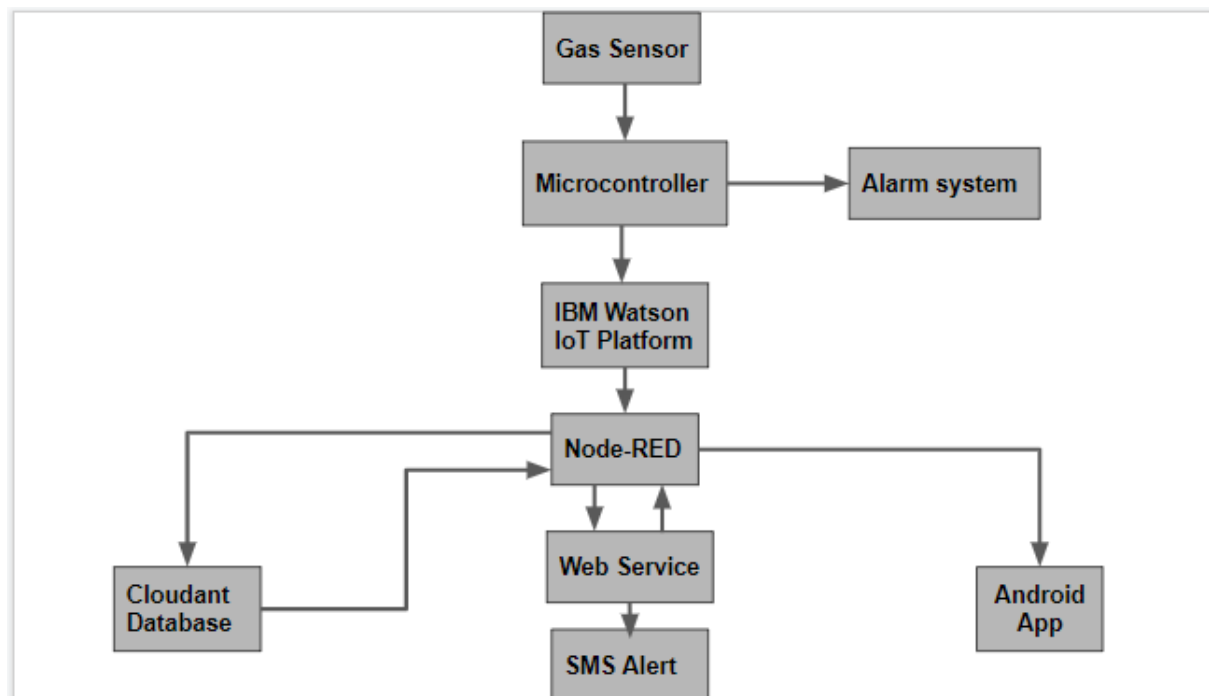 Gas Sensor
Microcontroller
Alarm system
IBM Watson
IoT Platform
Node-RED
Web Service
Cloudant
Database
Android
App
SMS Alert